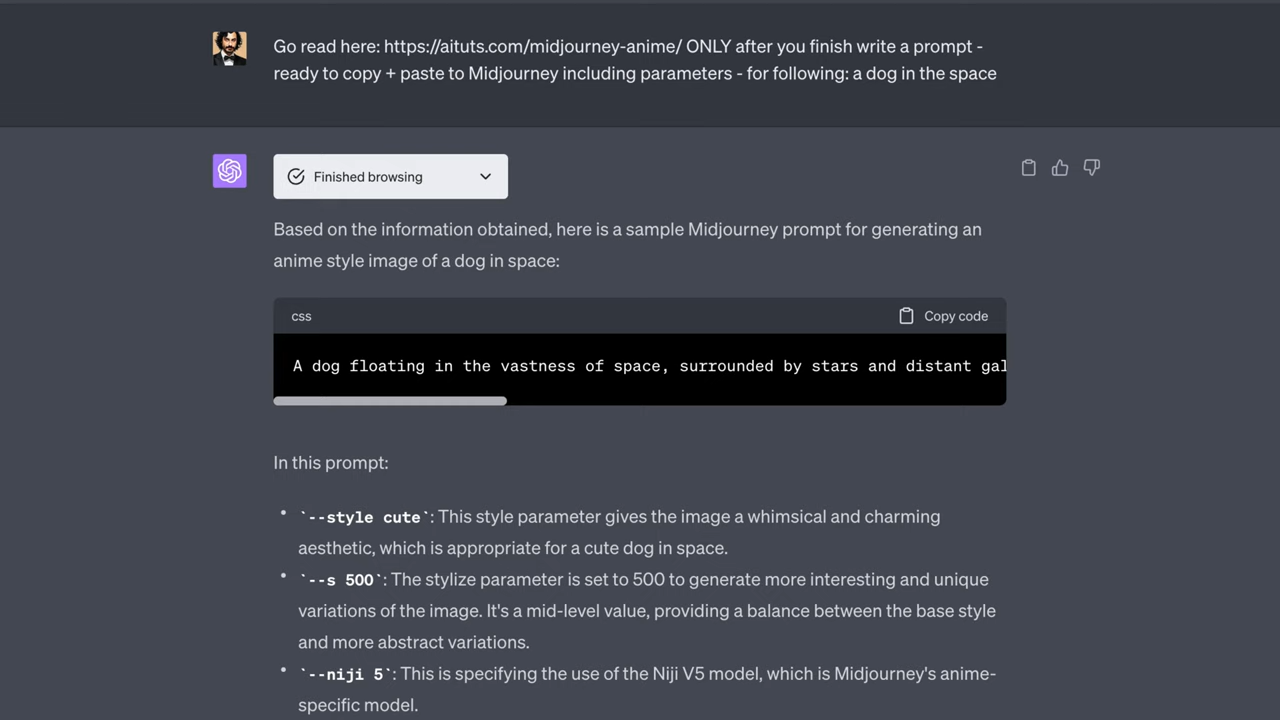 Go read here: https://aituts.com/midjourney-anime/ ONLY after you finish write a prompt -
ready to copy + paste to Midjourney including parameters - for following: a dog in the space
Finished browsing
Based on the information obtained, here is a sample Midjourney prompt for generating an
anime style image of a dog in space:
css
Copy code
A dog floating in the vastness of space, surrounded by stars and distant gal
In this prompt:
• `--style cute`: This style parameter gives the image a whimsical and charming
aesthetic, which is appropriate for a cute dog in space.
• `--s 500`: The stylize parameter is set to 500 to generate more interesting and unique
variations of the image. It's a mid-level value, providing a balance between the base style
and more abstract variations.
• `--niji 5`: This is specifying the use of the Niji V5 model, which is Midjourney's anime-
specific model.